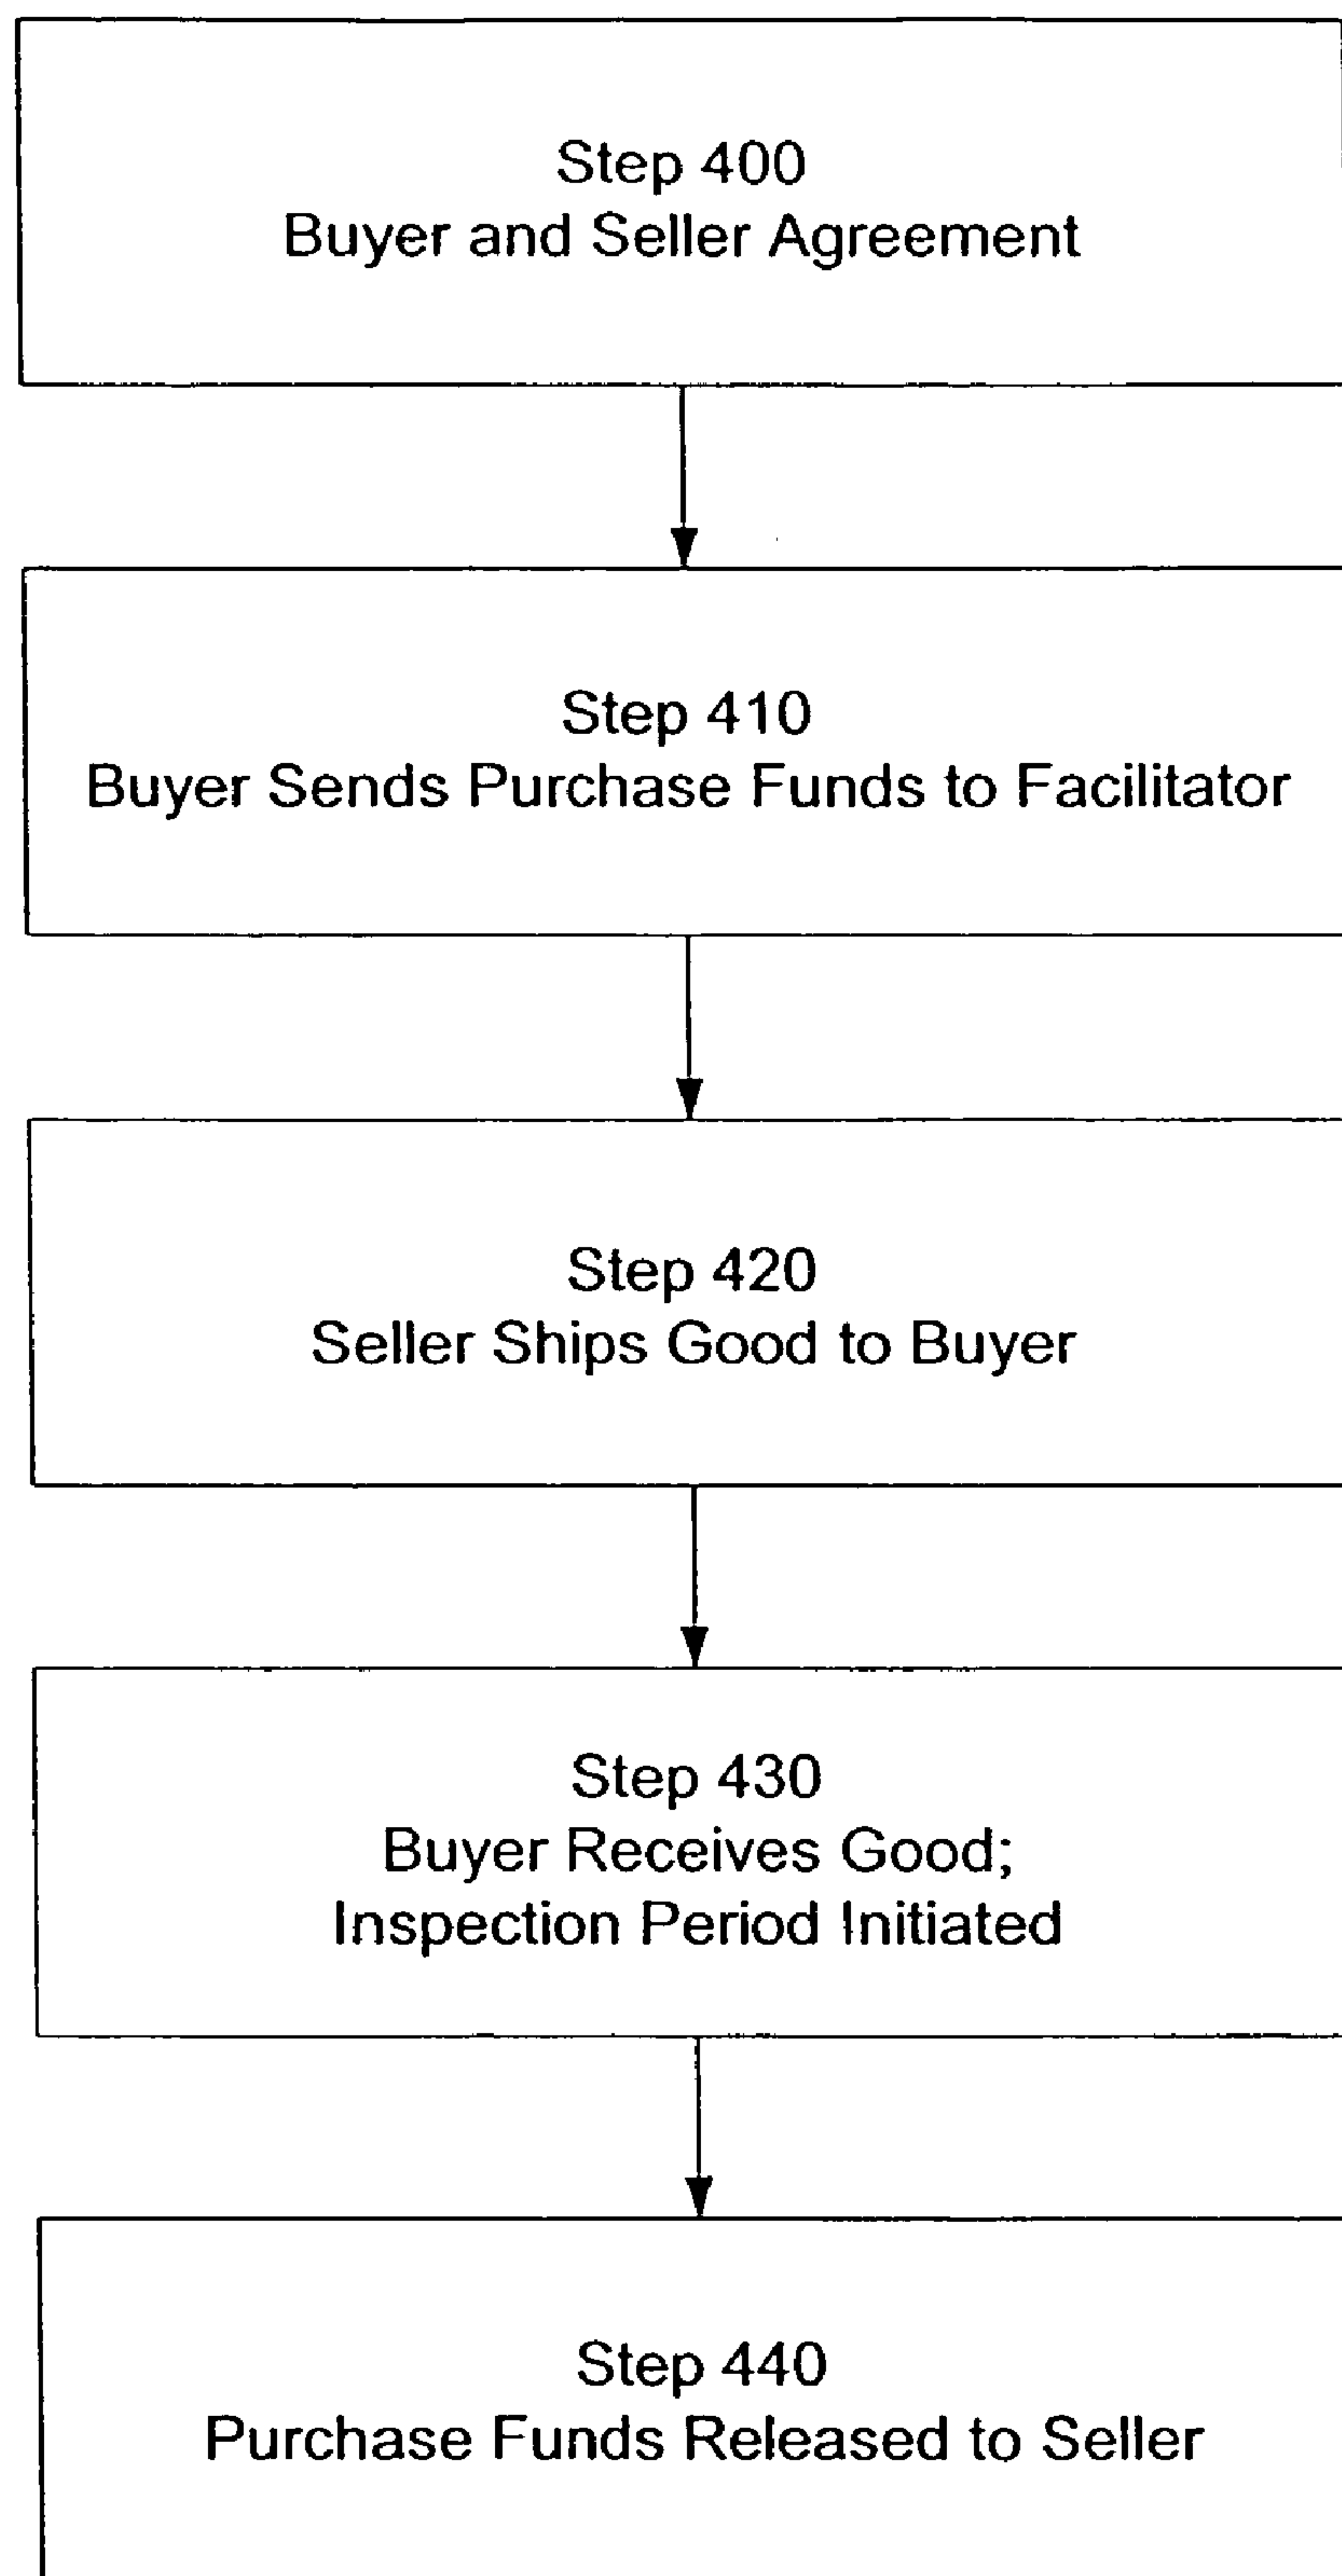 Step 400
Buyer and Seller Agreement
Step 410
Buyer Sends Purchase Funds to Facilitator
Step 420
Seller Ships Good to Buyer
Step 430
Buyer Receives Good;
Inspection Period Initiated
Step 440
Purchase Funds Released to Seller